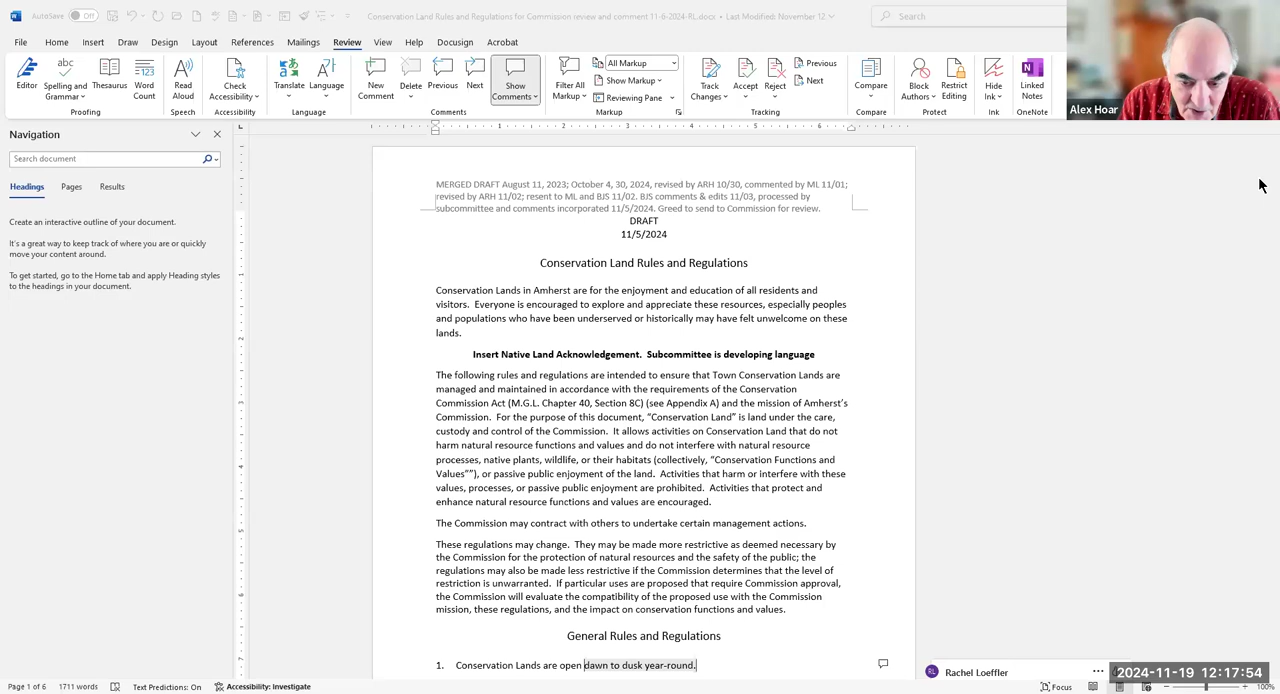 AutoSave Off
Conservation Land Rules and Regulations for Commission review and comment 11-6-2024-RL.docx • Last Modified: November 12
Search
File Home Insert Draw Design Layout References Mailings Review View Help Docusign Acrobat
Editor
Spelling and Grammar
Thesaurus
Word Count
Read Aloud
Check Accessibility
Translate
Language
New Comment
Delete
Previous
Next
Show Comments
Filter All Markup
All Markup
Show Markup
Reviewing Pane
Track Changes
Accept
Reject
Previous
Next
Compare
Block Authors
Restrict Editing
Hide Ink
Linked Notes
Proofing Speech Accessibility Language Comments Markup Tracking Compare Protect Ink OneNote
Alex Hoar
Navigation
Search document
Headings Pages Results
Create an interactive outline of your document.
It's a great way to keep track of where you are or quickly
move your content around.
To get started, go to the Home tab and apply Heading styles
to the headings in your document.
MERGED DRAFT August 11, 2023; October 4, 30, 2024, revised by ARH 10/30, commented by ML 11/01;
revised by ARH 11/02; resent to ML and BJS 11/02. BJS comments & edits 11/03, processed by
subcommittee and comments incorporated 11/5/2024. Greed to send to Commission for review.
DRAFT
11/5/2024
Conservation Land Rules and Regulations
Conservation Lands in Amherst are for the enjoyment and education of all residents and
visitors. Everyone is encouraged to explore and appreciate these resources, especially peoples
and populations who have been underserved or historically may have felt unwelcome on these
lands.
Insert Native Land Acknowledgement. Subcommittee is developing language
The following rules and regulations are intended to ensure that Town Conservation Lands are
managed and maintained in accordance with the requirements of the Conservation
Commission Act (M.G.L. Chapter 40, Section 8C) (see Appendix A) and the mission of Amherst's
Commission. For the purpose of this document, "Conservation Land" is land under the care,
custody and control of the Commission. It allows activities on Conservation Land that do not
harm natural resource functions and values and do not interfere with natural resource
processes, native plants, wildlife, or their habitats (collectively, "Conservation Functions and
Values""), or passive public enjoyment of the land. Activities that harm or interfere with these
values, processes, or passive public enjoyment are prohibited. Activities that protect and
enhance natural resource functions and values are encouraged.
The Commission may contract with others to undertake certain management actions.
These regulations may change. They may be made more restrictive as deemed necessary by
the Commission for the protection of natural resources and the safety of the public; the
regulations may also be made less restrictive if the Commission determines that the level of
restriction is unwarranted. If particular uses are proposed that require Commission approval,
the Commission will evaluate the compatibility of the proposed use with the Commission
mission, these regulations, and the impact on conservation functions and values.
General Rules and Regulations
1. Conservation Lands are open dawn to dusk year-round.
RL Rachel Loeffler
2024-11-19 12:17:54
Page 1 of 6 1711 words Text Predictions: On Accessibility: Investigate Focus 100%